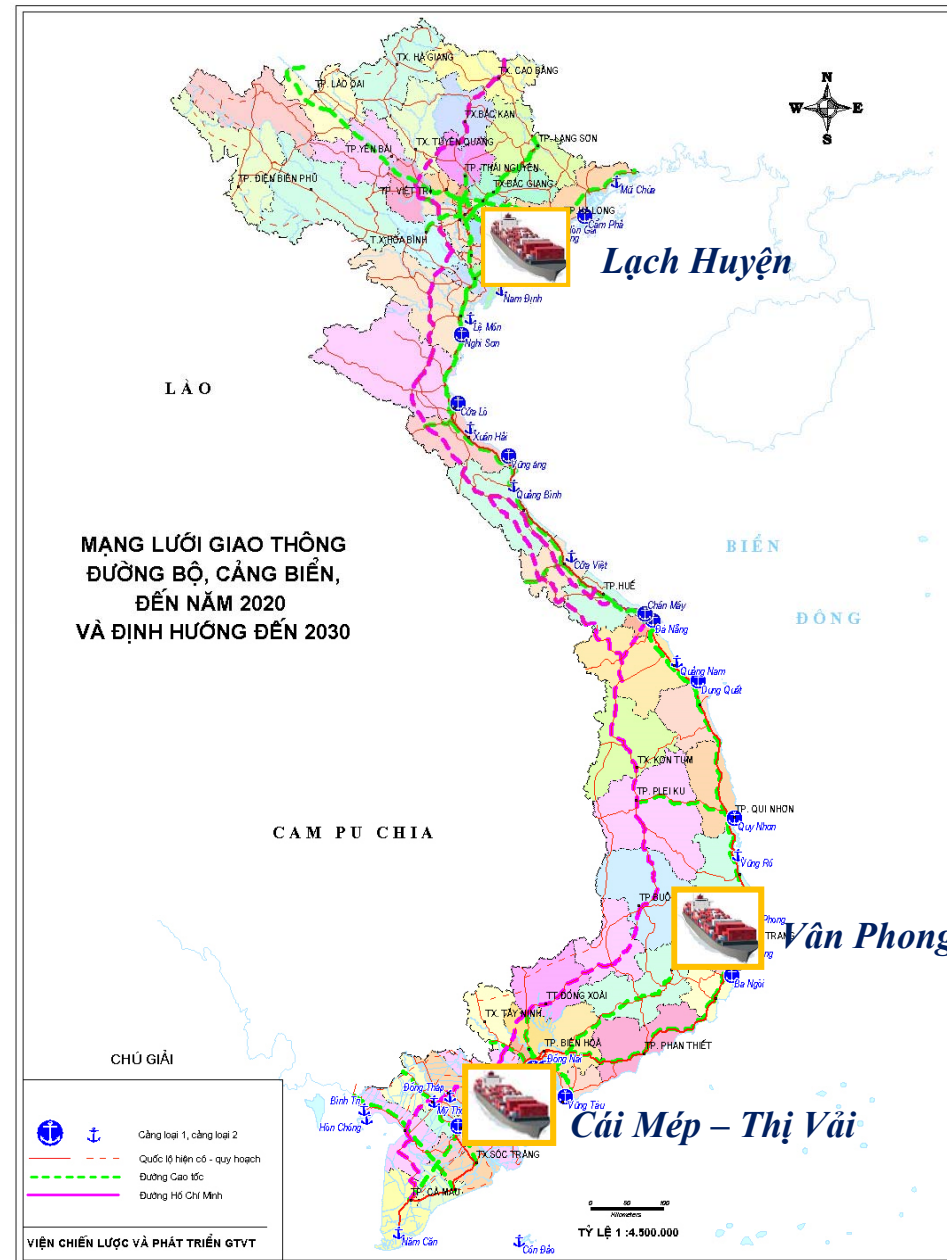 TX. HÀ GIANG
TX. CAO BẰNG
TP. LÀO CAI
TX.BẮC KẠN
TX. TUYÊN QUANG
TP. LẠNG SƠN
TP.YÊN BÁI
TP. THÁI NGUYÊN
TP. ĐIỆN BIÊN PHỦ
TP. VIỆT TRÌ
TX.BẮC GIANG
Mũ Chùa
Cẩm Phả
T.X.HÒA BÌNH
N
W E
S
Lạch Huyện
Nam Định
Lệ Môn
Nghi Sơn
LÀO
Cửa Lò
Xuân Hải
Vũng áng
Quảng Bình
MẠNG LƯỚI GIAO THÔNG
ĐƯỜNG BỘ, CẢNG BIỂN,
ĐẾN NĂM 2020
VÀ ĐỊNH HƯỚNG ĐẾN 2030
BIỂN
ĐÔNG
Cửa Việt
TP.HUẾ
Chân Mây
Đà Nẵng
Quảng Nam
Dung Quất
TX. KON TUM
TP. PLEI KU
TP. QUI NHƠN
Quy Nhơn
CAM PU CHIA
Vũng Rô
TP.BUÔ
Phong
TRANG
Vân Phong
Ba Ngòi
TT.ĐỒNG XOÀI
TX. TÂY NINH
TP. BIÊN HÒA
TP. PHAN THIẾT
Đồng Nai
Vũng Tàu
Đồng Tháp
Mỹ Tho
Bình Trị
Hòn Chông
Cái Mép – Thị Vải
TX.SÓC TRĂNG
TP. CÀ MAU
Năm Căn
Côn Đảo
CHÚ GIẢI
Cảng loại 1, cảng loại 2
Quốc lộ hiện có - quy hoạch
Đường Cao tốc
Đường Hồ Chí Minh
VIỆN CHIẾN LƯỢC VÀ PHÁT TRIỂN GTVT
Kilometers
TỶ LỆ 1 :4.500.000